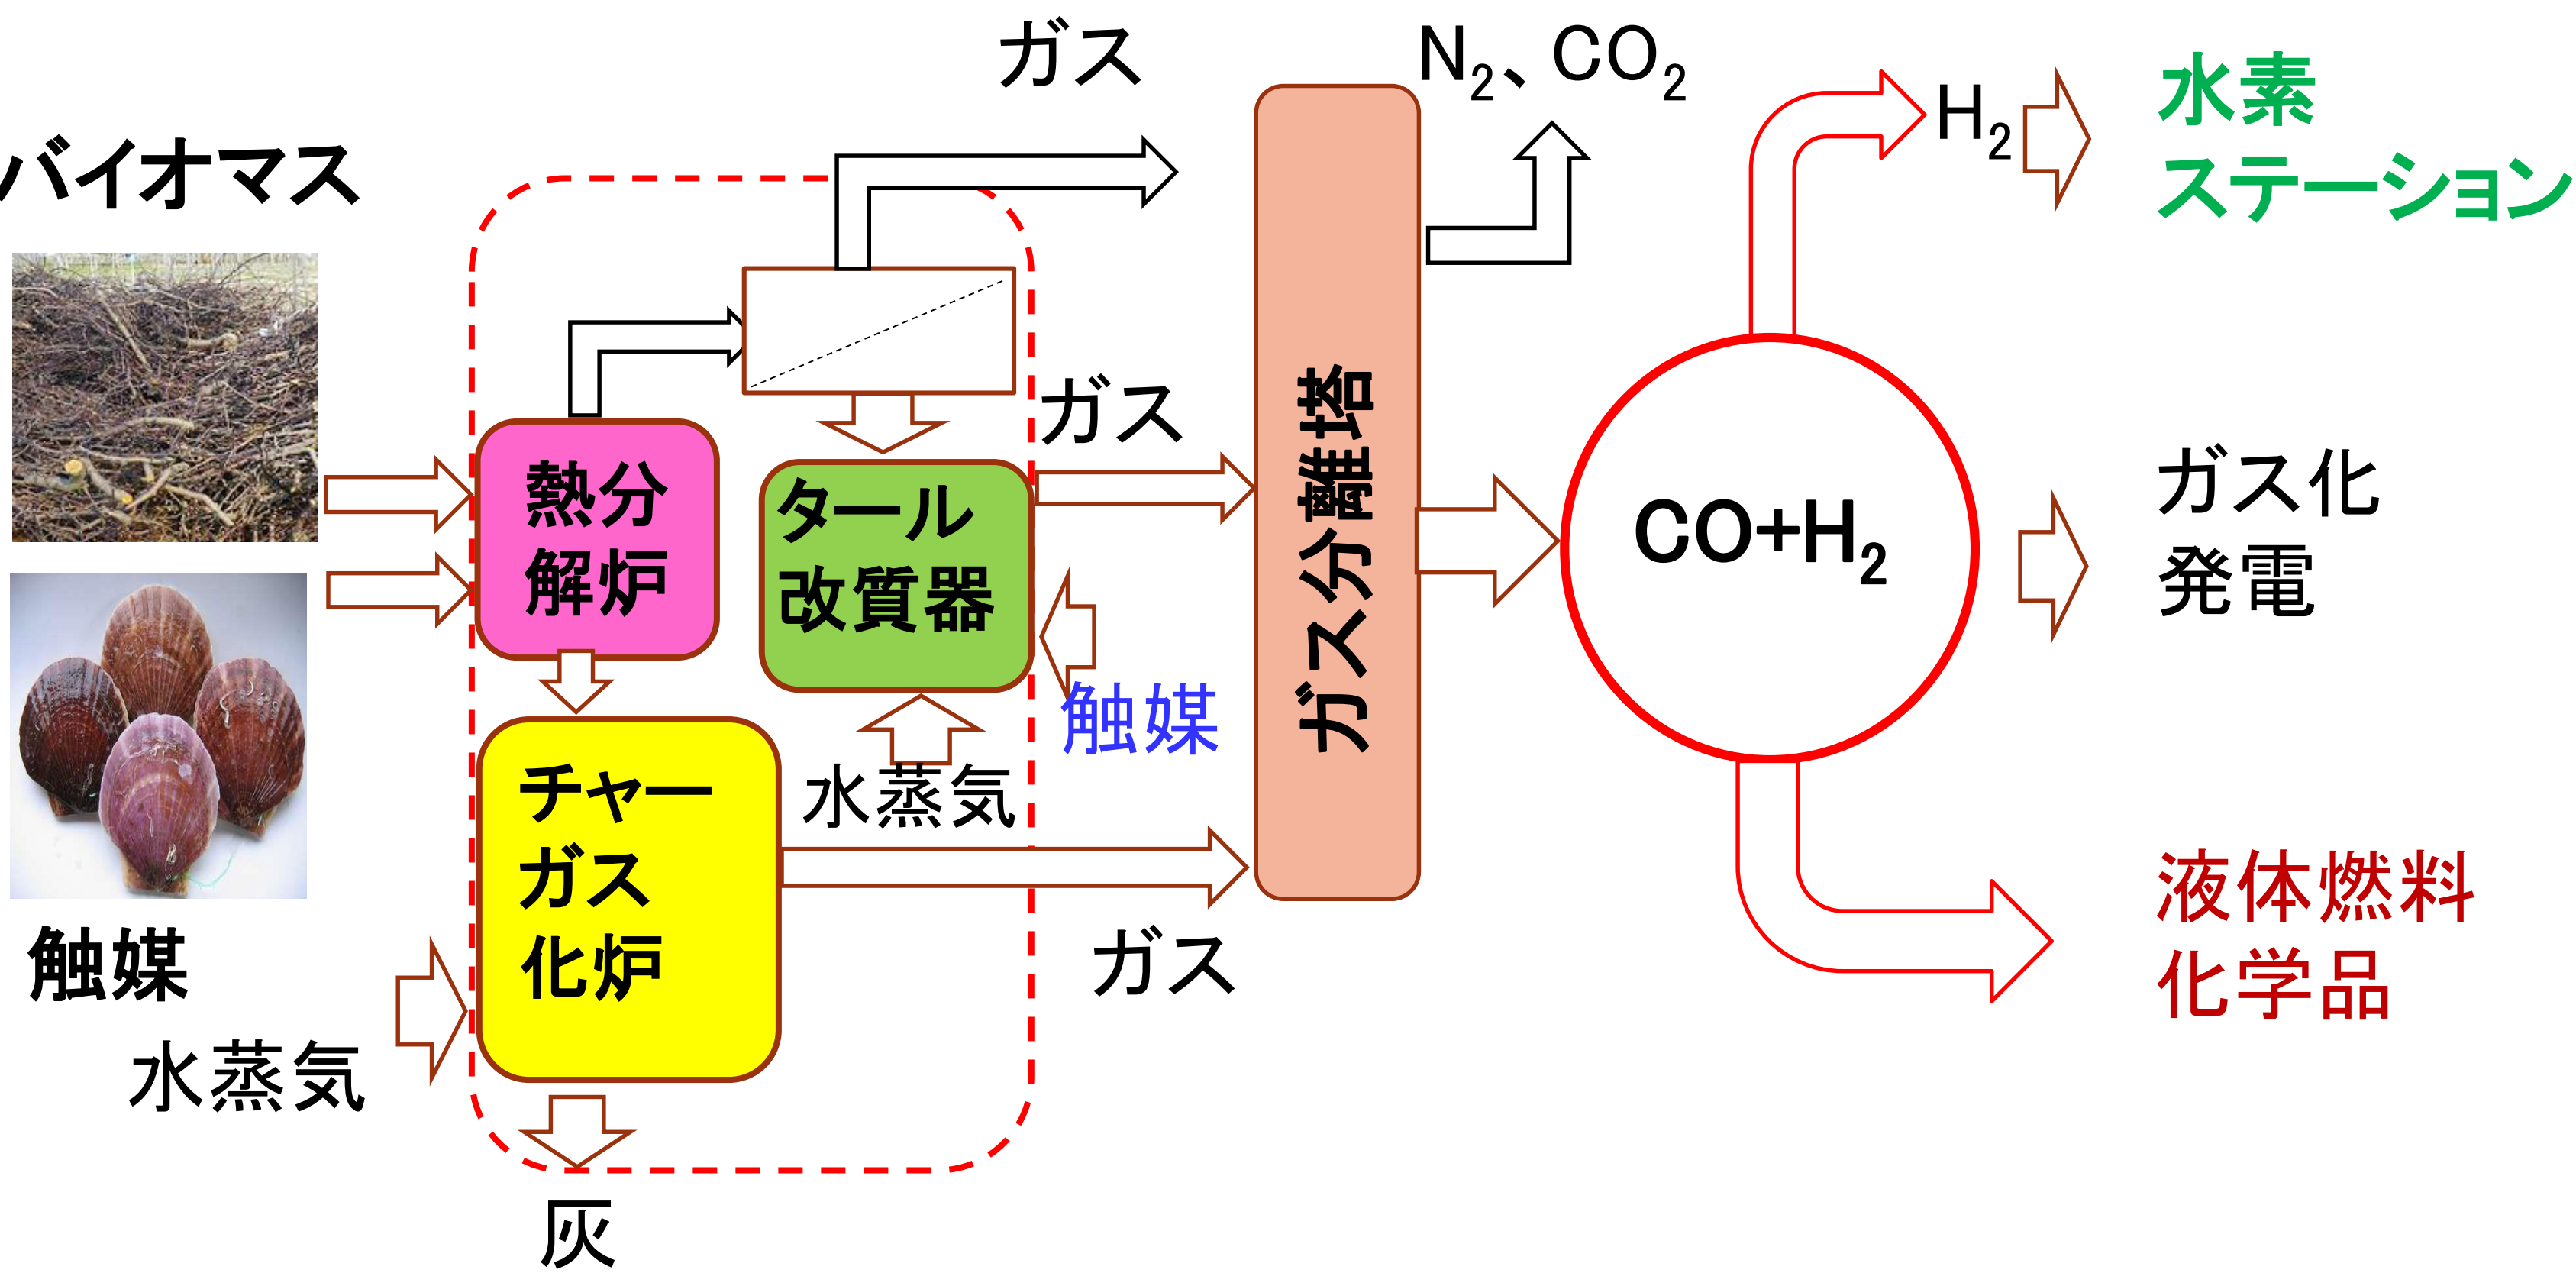 バイオマス
触媒
水蒸気
熱分
解炉
チャー
ガス
化炉
灰
タール
改質器
水蒸気
触媒
ガス
ガス
ガス
ガス分離塔
N₂、CO₂
CO+H₂
H₂
水素
ステーション
ガス化
発電
液体燃料
化学品